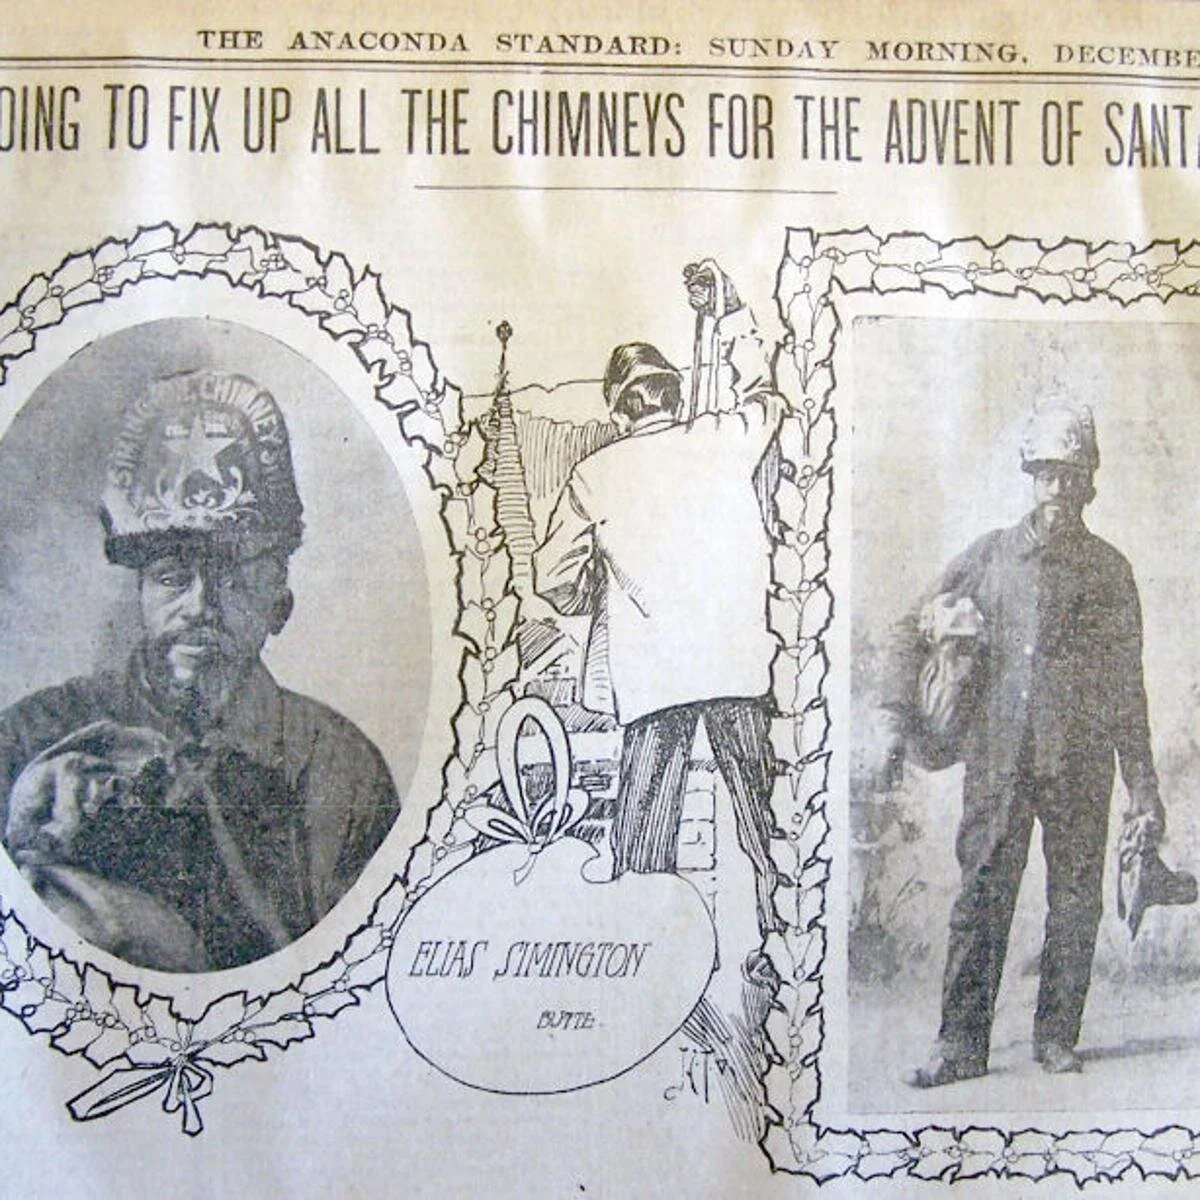 THE ANACONDA STANDARD: SUNDAY MORNING, DECEMBE
OING TO FIX UP ALL THE CHIMNEYS FOR THE ADVENT OF SANT
CHIMNEY
ELIAS SIMINGTON
BUTTE.